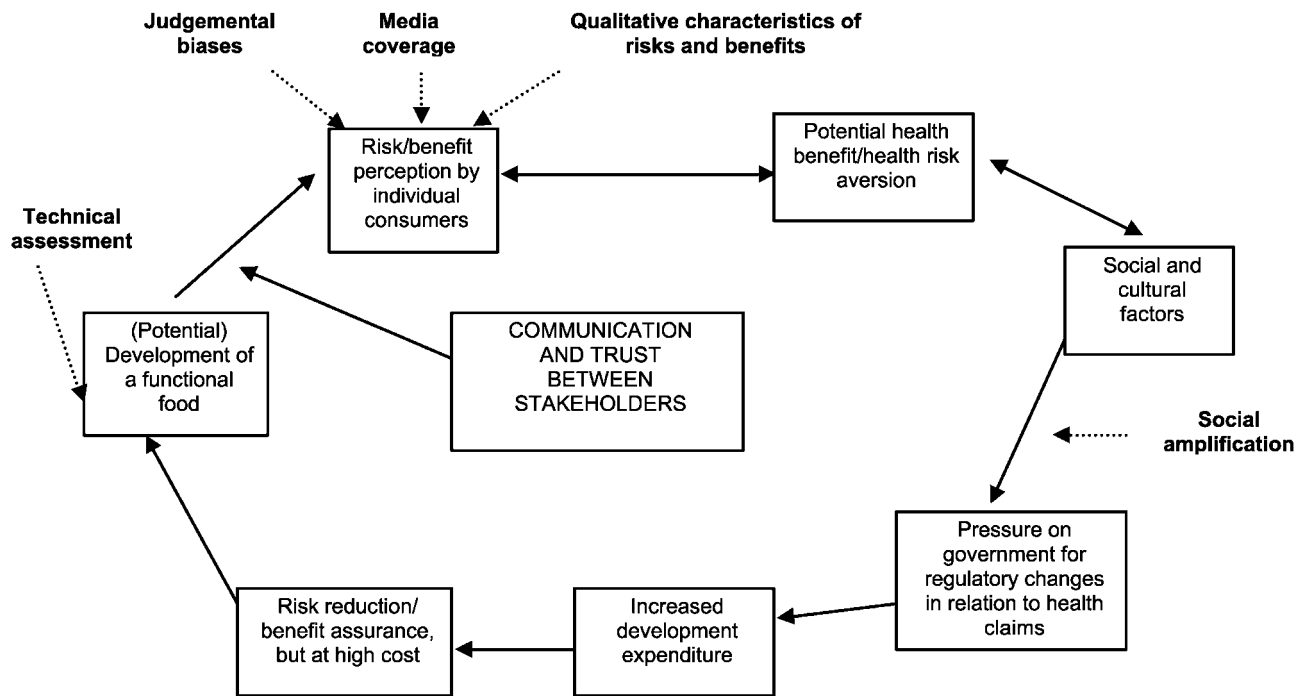 Judgemental
biases
Media
coverage
Qualitative characteristics of
risks and benefits
Risk/benefit
perception by
individual
consumers
Potential health
benefit/health risk
aversion
Technical
assessment
Social and
cultural
factors
(Potential)
Development of
a functional
food
COMMUNICATION
AND TRUST
BETWEEN
STAKEHOLDERS
Social
amplification
Pressure on
government for
regulatory changes
in relation to health
claims
Risk reduction/
benefit assurance,
but at high cost
Increased
development
expenditure